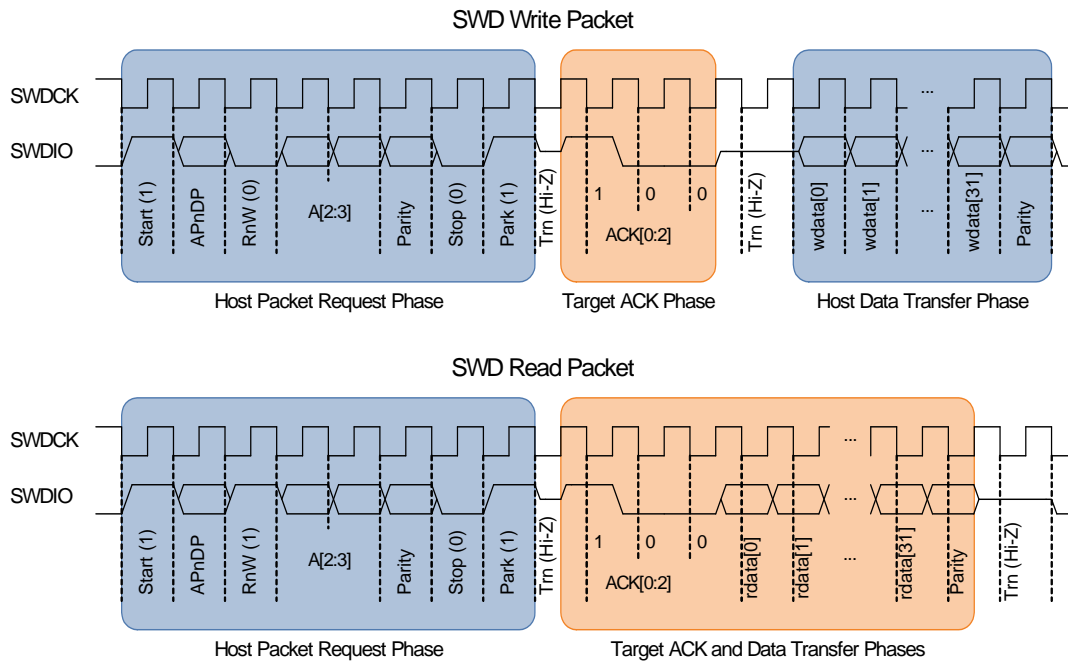 SWD Write Packet
SWDCK
...
SWDIO
...
Start (1)
APnDP
RnW (0)
A[2:3]
Parity
Stop (0)
Park (1)
Trn (Hi-Z)
1 0 0
ACK[0:2]
Trn (Hi-Z)
wdata[0]
wdata[1]
...
wdata[31]
Parity
Host Packet Request Phase
Target ACK Phase
Host Data Transfer Phase
SWD Read Packet
SWDCK
...
SWDIO
...
Start (1)
APnDP
RnW (1)
A[2:3]
Parity
Stop (0)
Park (1)
Trn (Hi-Z)
1 0 0
ACK[0:2]
rdata[0]
rdata[1]
...
rdata[31]
Parity
Trn (Hi-Z)
Host Packet Request Phase
Target ACK and Data Transfer Phases